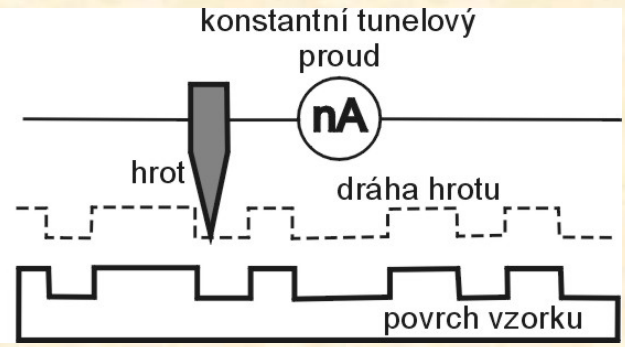 konstantní tunelový
proud
nA
hrot
dráha hrotu
povrch vzorku